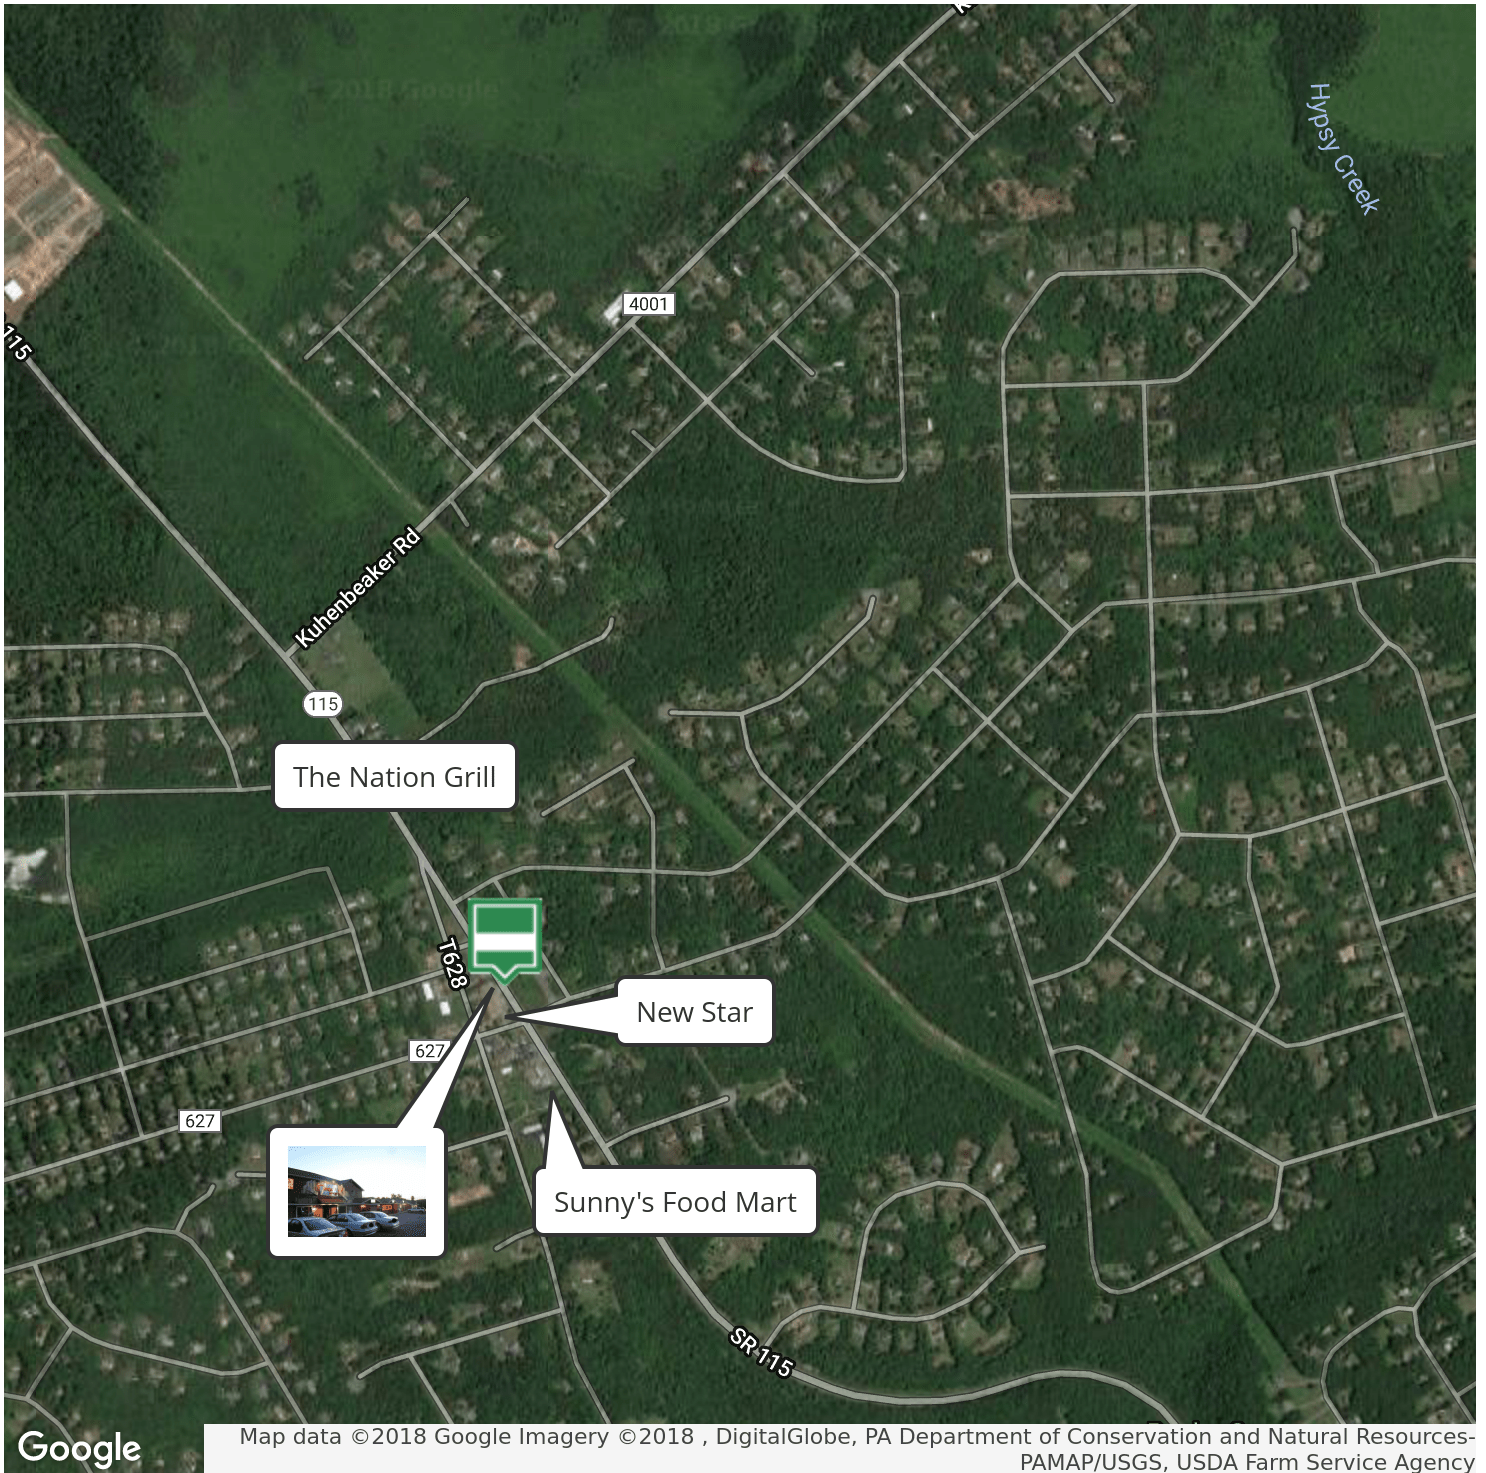 Hypsy Creek
4001
115
Kuhenbeaker Rd
115
The Nation Grill
T628
New Star
627
627
Sunny's Food Mart
SR 115
Google
Map data ©2018 Google Imagery ©2018 , DigitalGlobe, PA Department of Conservation and Natural Resources-
PAMAP/USGS, USDA Farm Service Agency